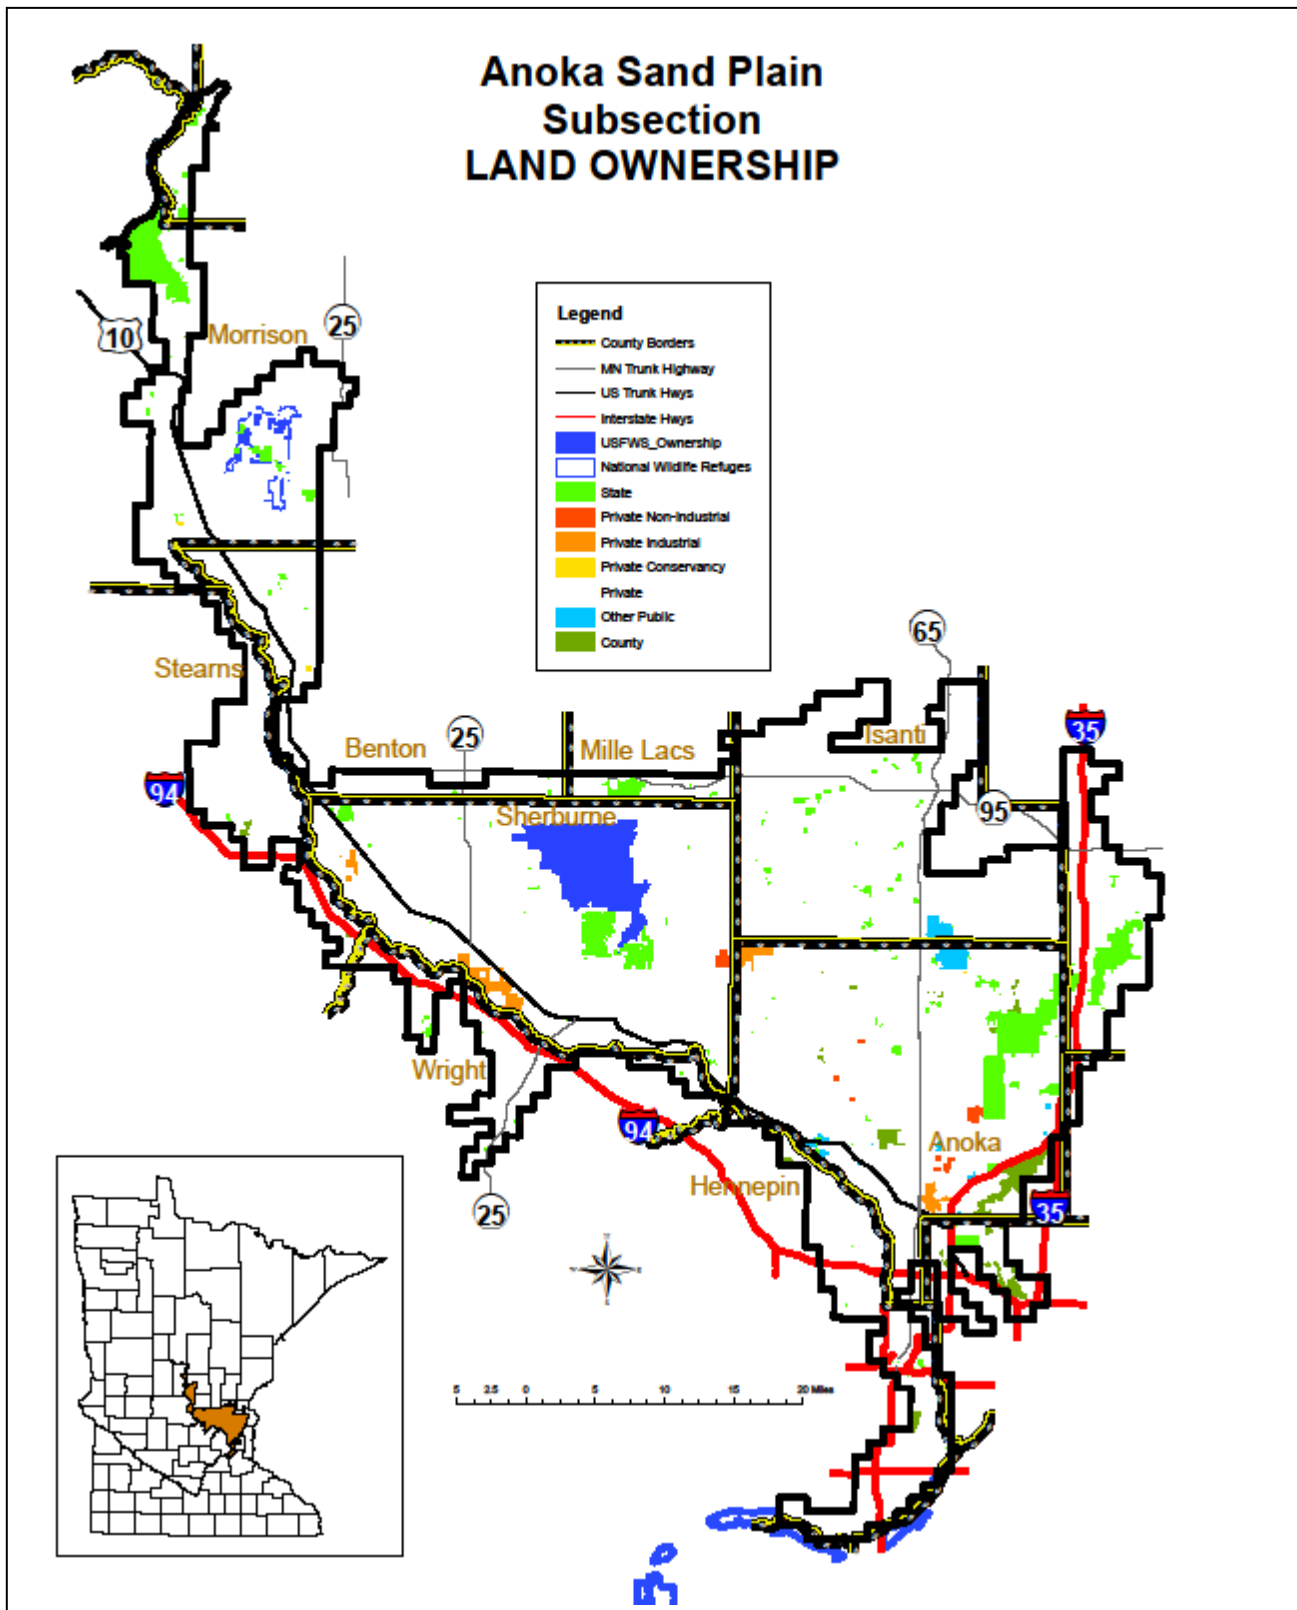 Anoka Sand Plain
Subsection
LAND OWNERSHIP
Legend
County Borders
MN Trunk Highway
US Trunk Hwys
Interstate Hwys
USFWS_Ownership
National Wildlife Refuges
State
Private Non-Industrial
Private Industrial
Private Conservancy
Private
Other Public
County
10
Morrison
25
Stearns
65
Benton
25
Mille Lacs
Isanti
35
94
Sherburne
95
Wright
94
Anoka
Hennepin
25
35
5 2.5 0 5 10 15 20 Miles